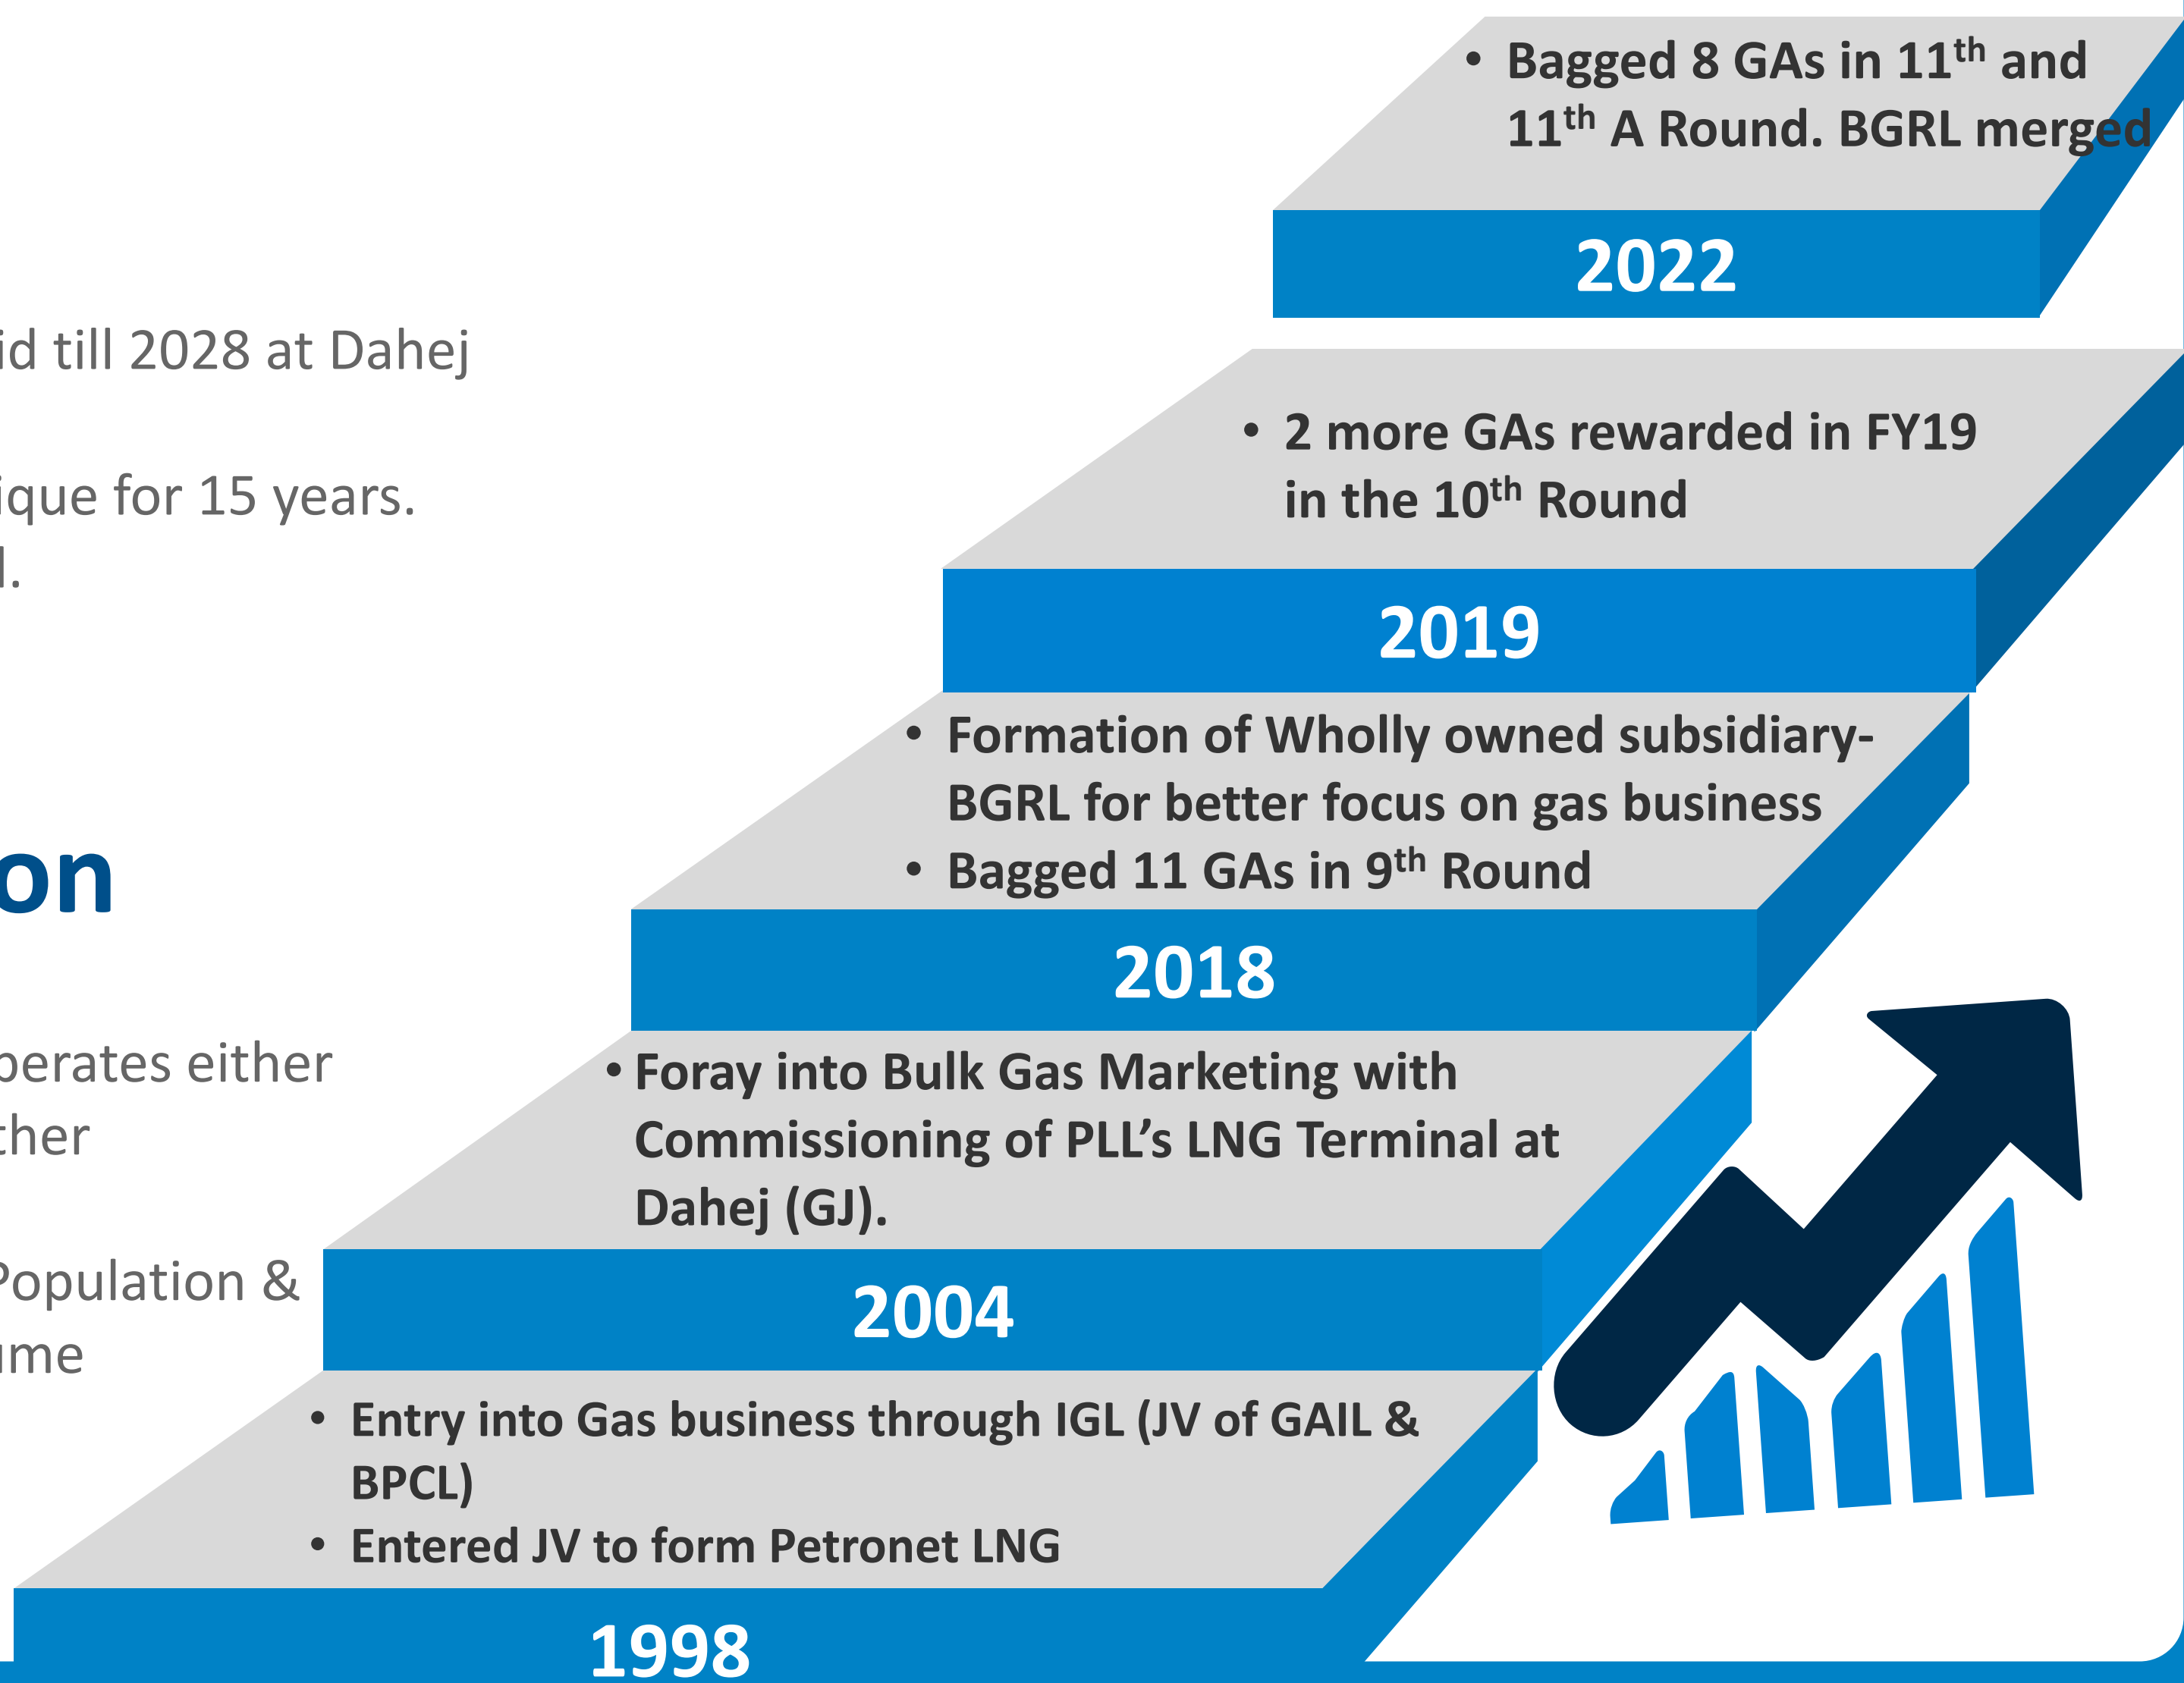 id till 2028 at Dahej
ique for 15 years.
l.
on
perates either
ther
Population &
me
• Bagged 8 GAs in 11th and
11th A Round. BGRL merged
2022
• 2 more GAs rewarded in FY19
in the 10th Round
2019
• Formation of Wholly owned subsidiary-
BGRL for better focus on gas business
• Bagged 11 GAs in 9th Round
2018
• Foray into Bulk Gas Marketing with
Commissioning of PLL’s LNG Terminal at
Dahej (GJ).
2004
• Entry into Gas business through IGL (JV of GAIL &
BPCL)
• Entered JV to form Petronet LNG
1998